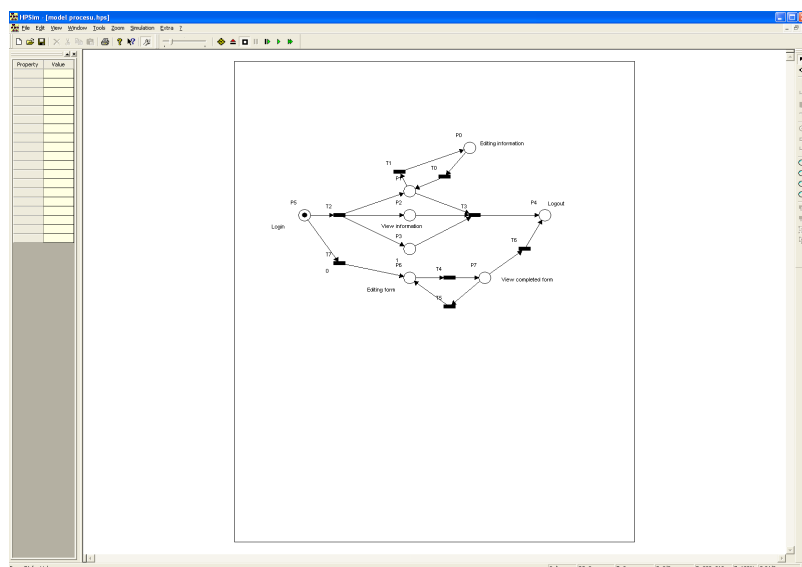 HPSim - [model procesu.hps]
File Edit View Window Tools Zoom Simulation Extra ?
Property Value
P0
Editing information
T1
T0
P1
P5
T2
P2
T3
P4
Logout
Login
View information
P3
T6
T7
1
0
P6
T4
P7
View completed form
Editing form
T5